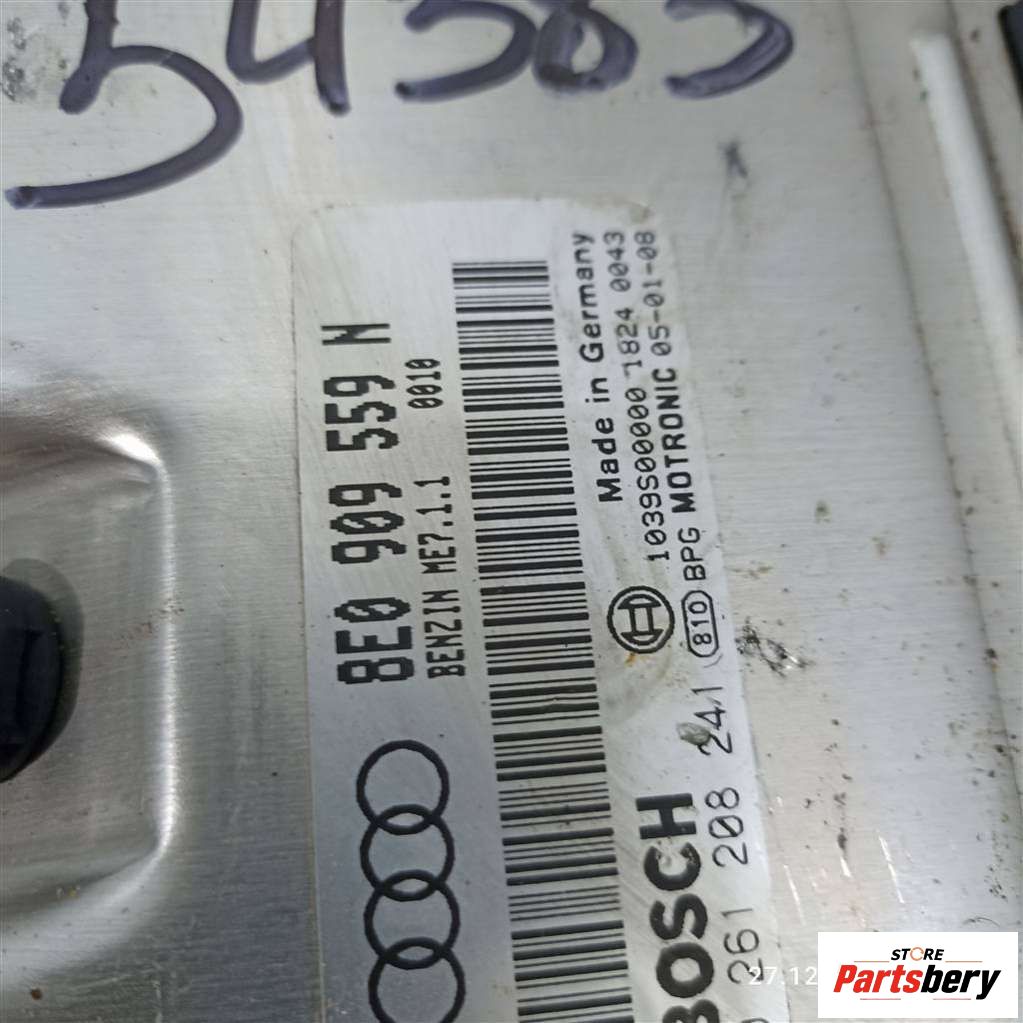 54585
8E0 909 559 N
BENZIN ME7.1.1 0010
Made in Germany
1039S00000 1824 0043
810 BPG MOTRONIC 05-01-08
BOSCH
261 208 241
27.12
STORE
Partsbery